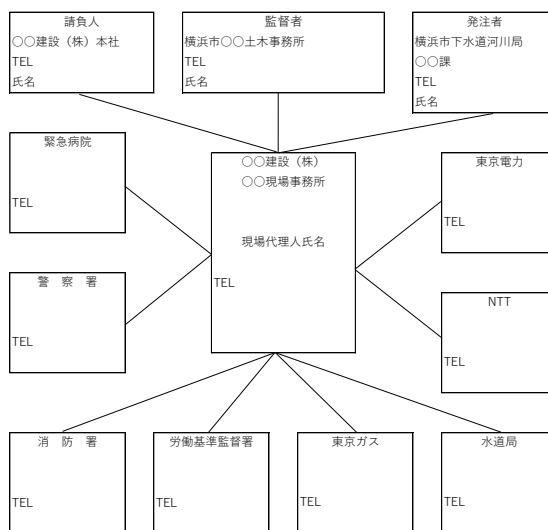 請負人
○○建設（株）本社
TEL
氏名
監督者
横浜市○○土木事務所
TEL
氏名
発注者
横浜市下水道河川局
○○課
TEL
氏名
緊急病院
TEL
○○建設（株）
○○現場事務所
現場代理人氏名
TEL
東京電力
TEL
警 察 署
TEL
NTT
TEL
消 防 署
TEL
労働基準監督署
TEL
東京ガス
TEL
水道局
TEL